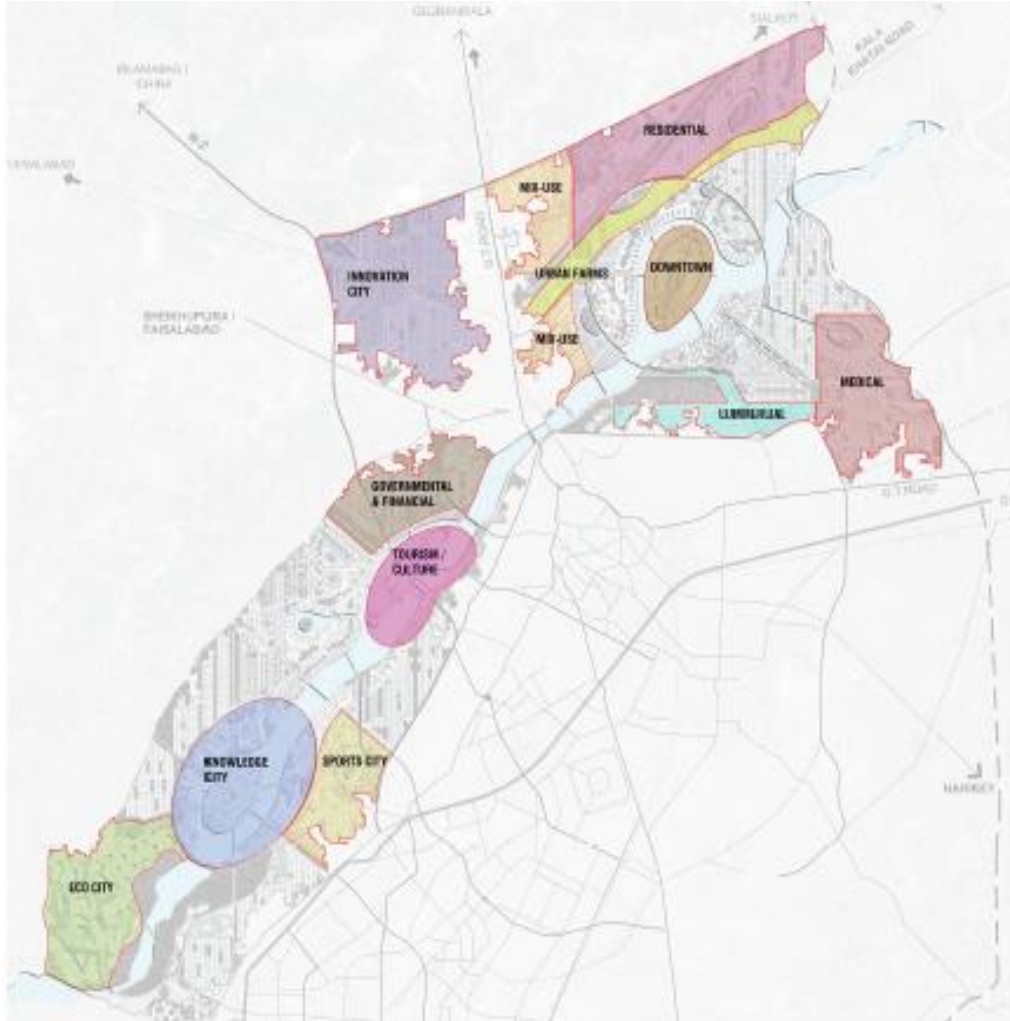 SIALKOT
KALA
KHATAI ROAD
ISLAMABAD /
CHINA
M-2
RESIDENTIAL
MIX-USE
INNOVATION
CITY
URBAN FARMS
DOWNTOWN
SHEIKHUPURA /
FAISALABAD
MIX-USE
MEDICAL
GOVERNMENTAL
& FINANCIAL
G.T ROAD
TOURISM /
CULTURE
KNOWLEDGE
CITY
SPORTS CITY
ECO CITY